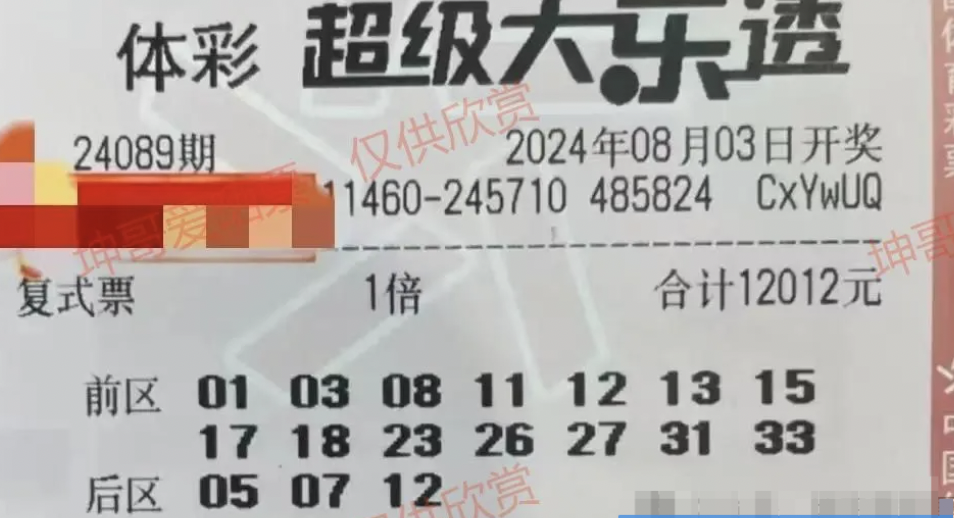 体彩 超级大乐透
24089期 2024年08月03日开奖
11460-245710 485824 CxYwUQ
复式票 1倍 合计12012元
前区 01 03 08 11 12 13 15
17 18 23 26 27 31 33
后区 05 07 12
仅供欣赏
坤哥爱
坤哥
仅供欣赏
中国